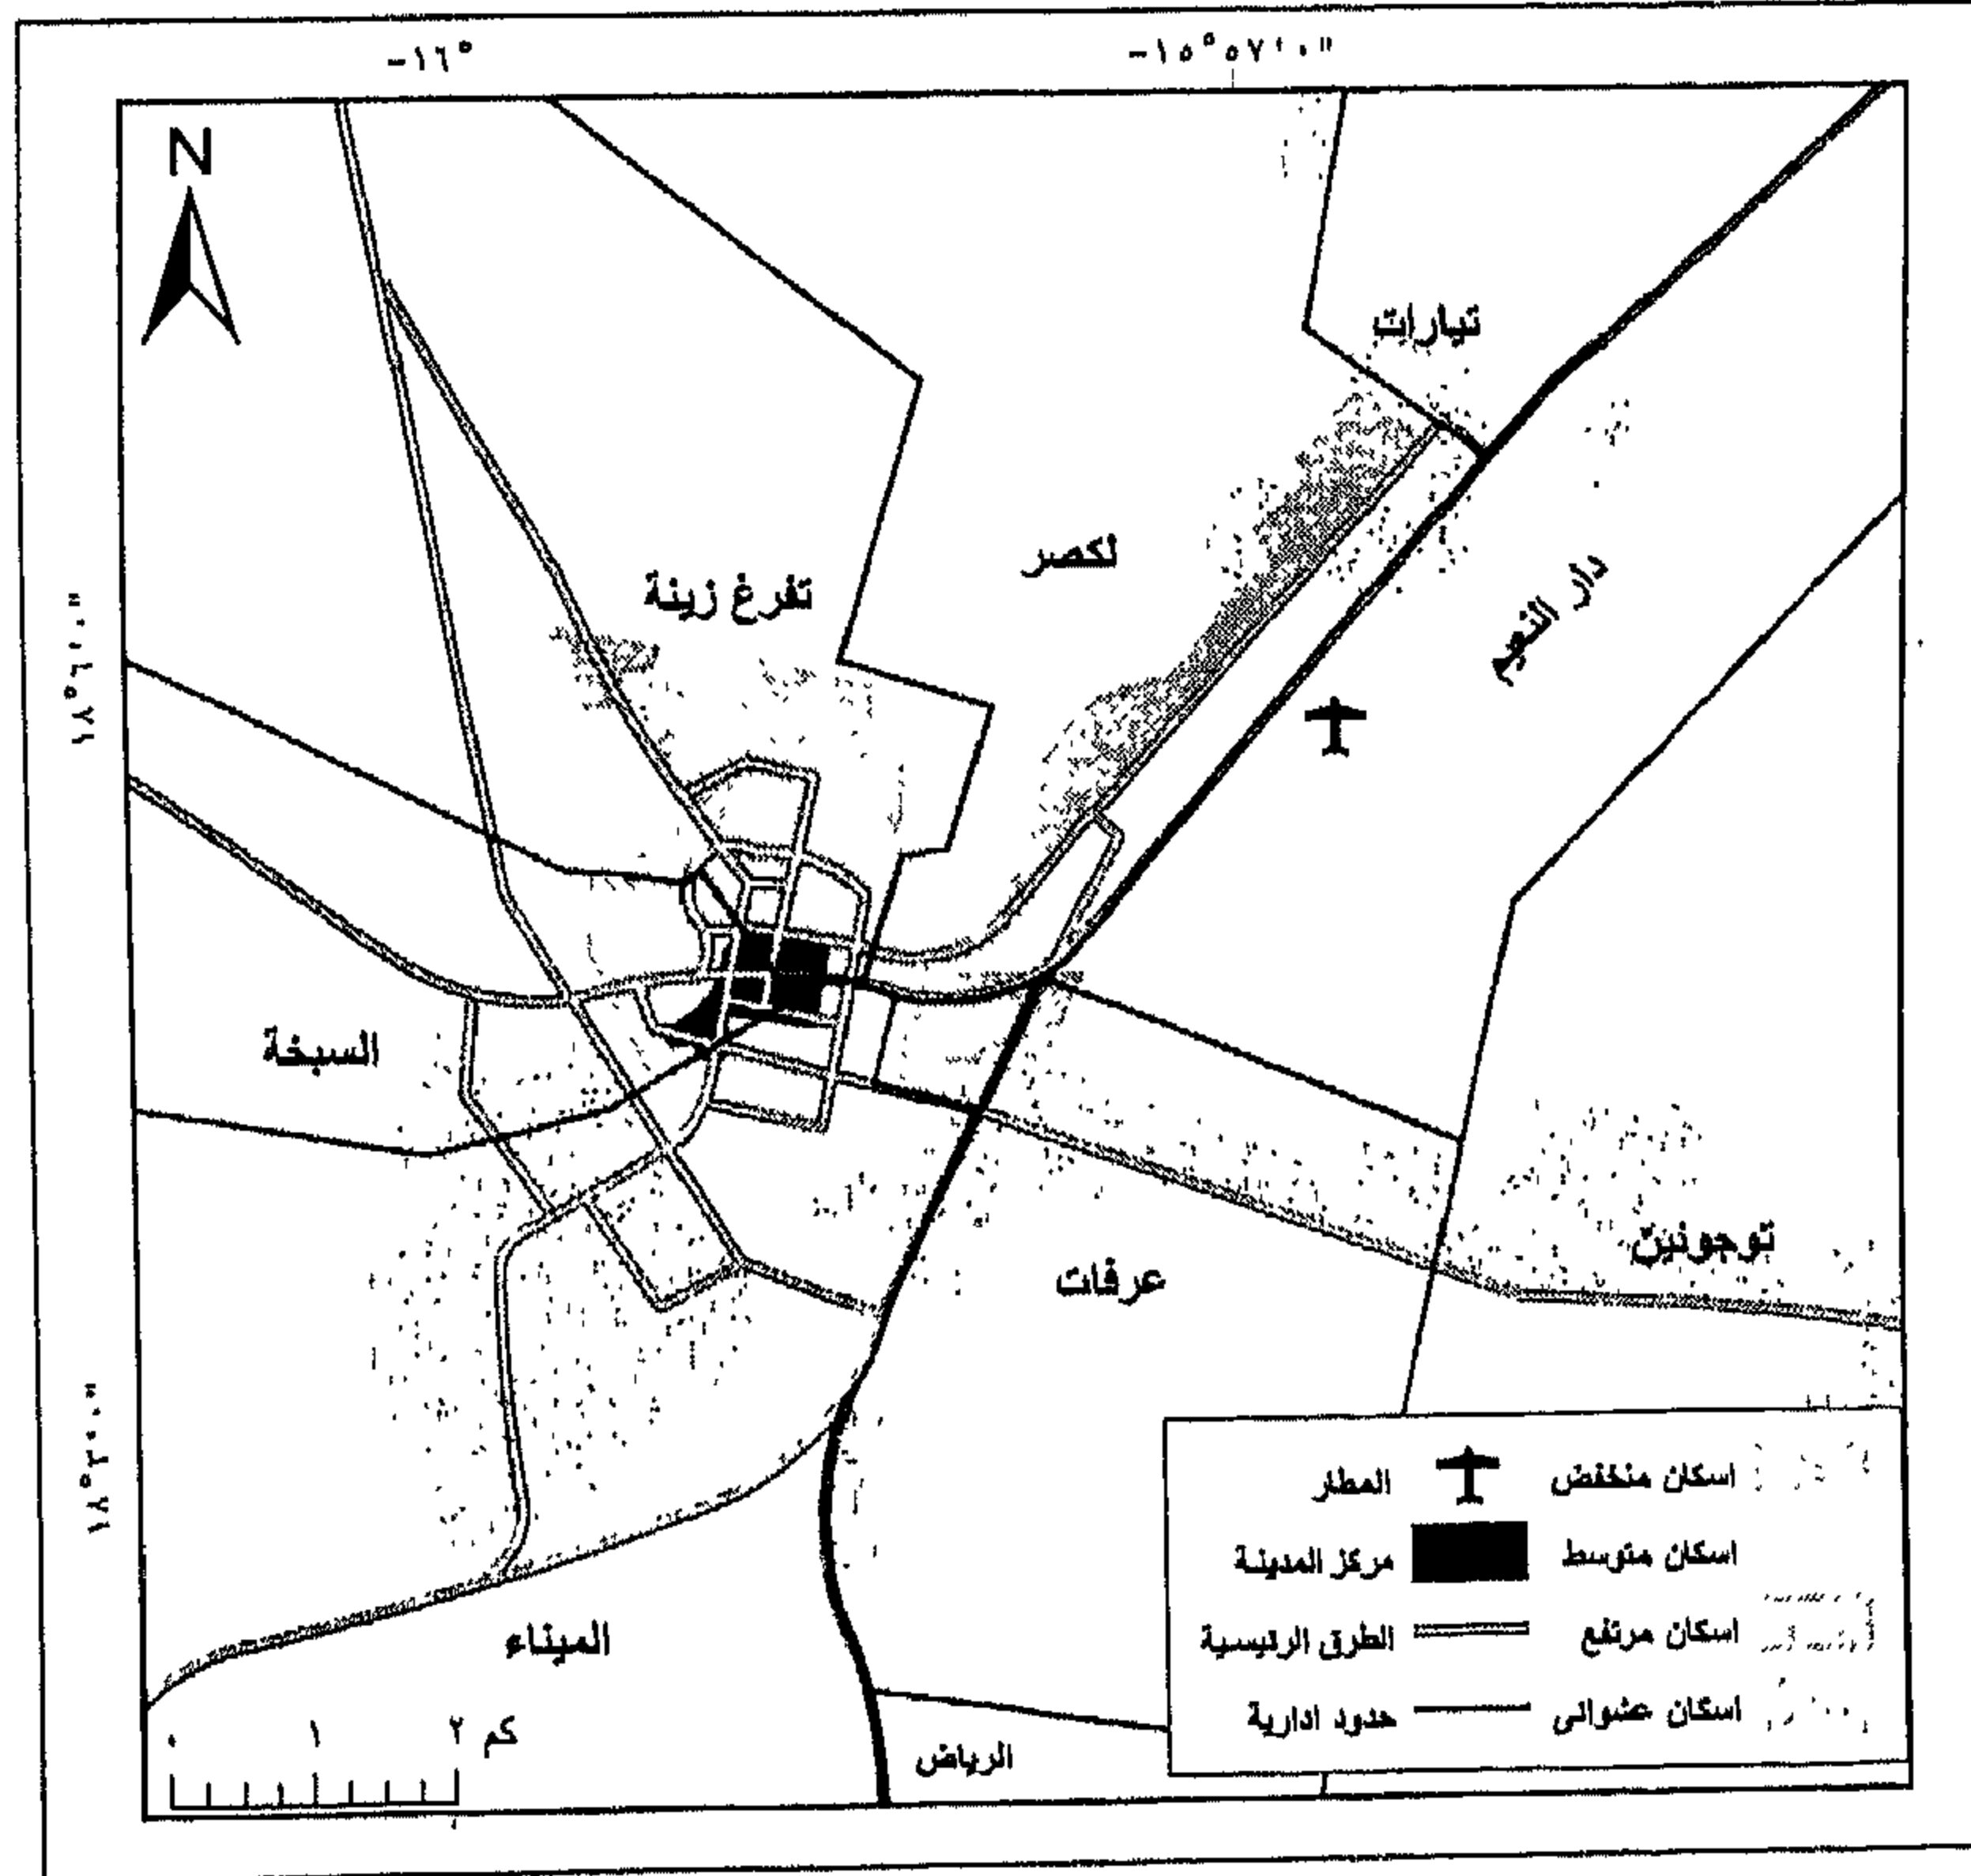 -١٦°
-١٥°٥٧'٠"
N
تيارات
لكصر
تفرغ زينة
دار النعيم
السبخة
توجونين
عرفات
الميناء
الرياض
اسكان منخفض
المطار
اسكان متوسط
مركز المدينة
اسكان مرتفع
الطرق الرئيسية
اسكان عشوائى
حدود ادارية
٠ ١ ٢ كم